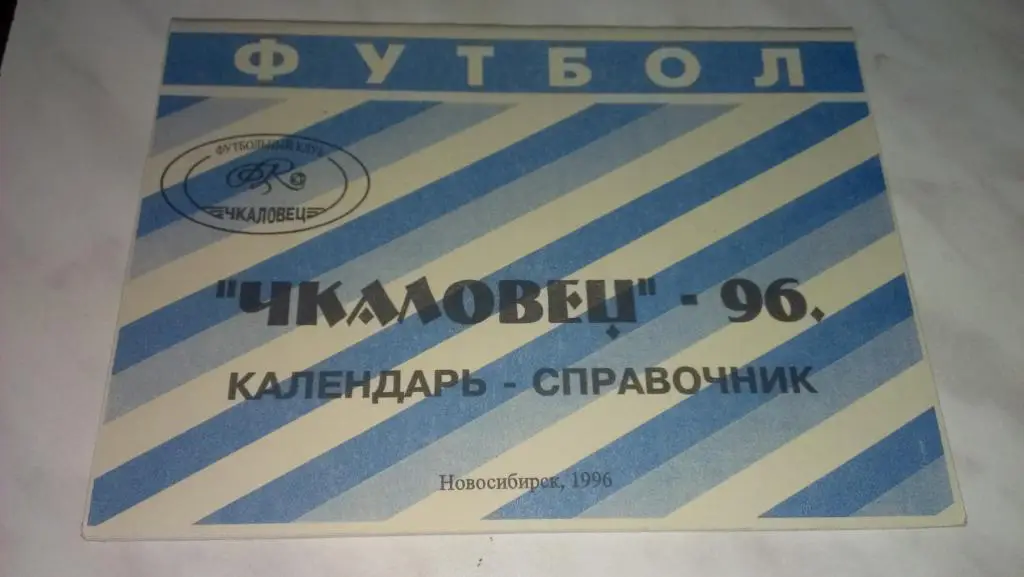 ФУТБОЛ
ФУТБОЛЬНЫЙ КЛУБ
ФК
ЧКАЛОВЕЦ
"ЧКАЛОВЕЦ" - 96.
КАЛЕНДАРЬ - СПРАВОЧНИК
Новосибирск, 1996